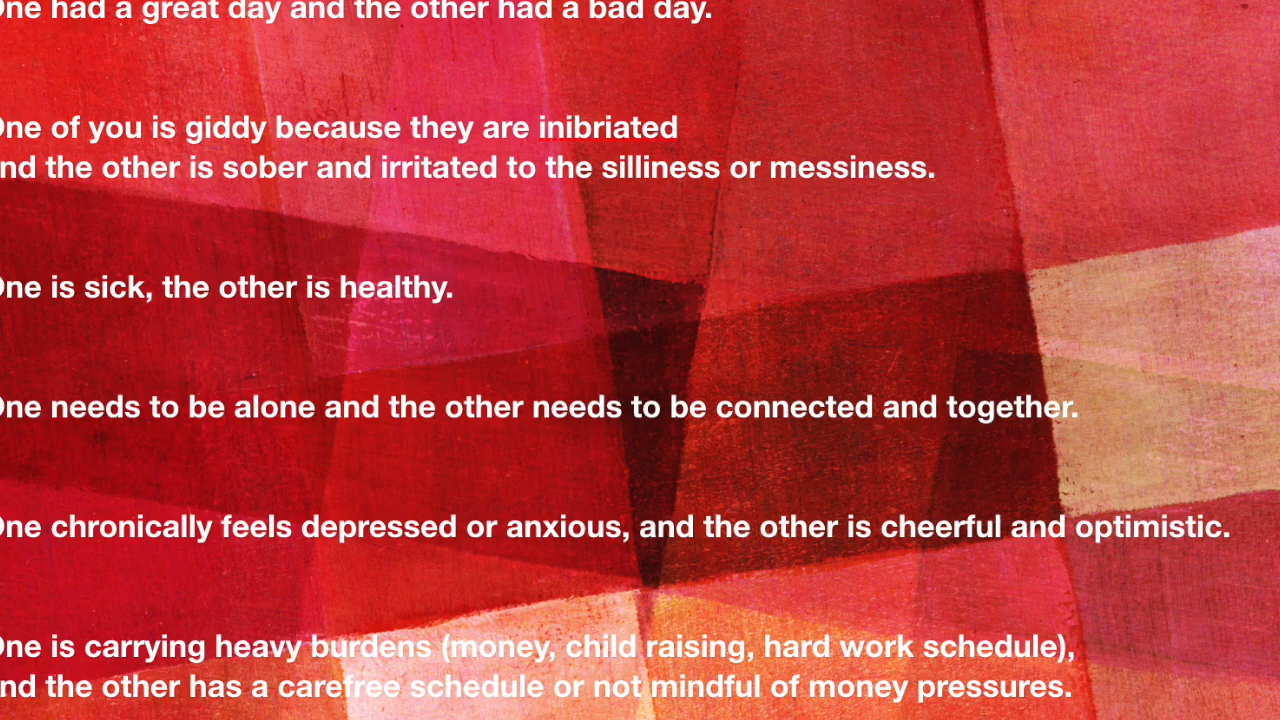 One had a great day and the other had a bad day.
One of you is giddy because they are inibriated
nd the other is sober and irritated to the silliness or messiness.
One is sick, the other is healthy.
One needs to be alone and the other needs to be connected and together.
One chronically feels depressed or anxious, and the other is cheerful and optimistic.
One is carrying heavy burdens (money, child raising, hard work schedule),
nd the other has a carefree schedule or not mindful of money pressures.